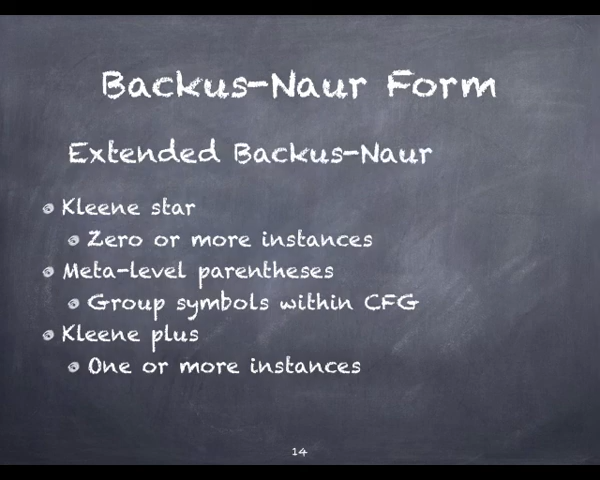 Backus-Naur Form
Extended Backus-Naur
Kleene star
Zero or more instances
Meta-level parentheses
Group symbols within CFG
Kleene plus
One or more instances
14